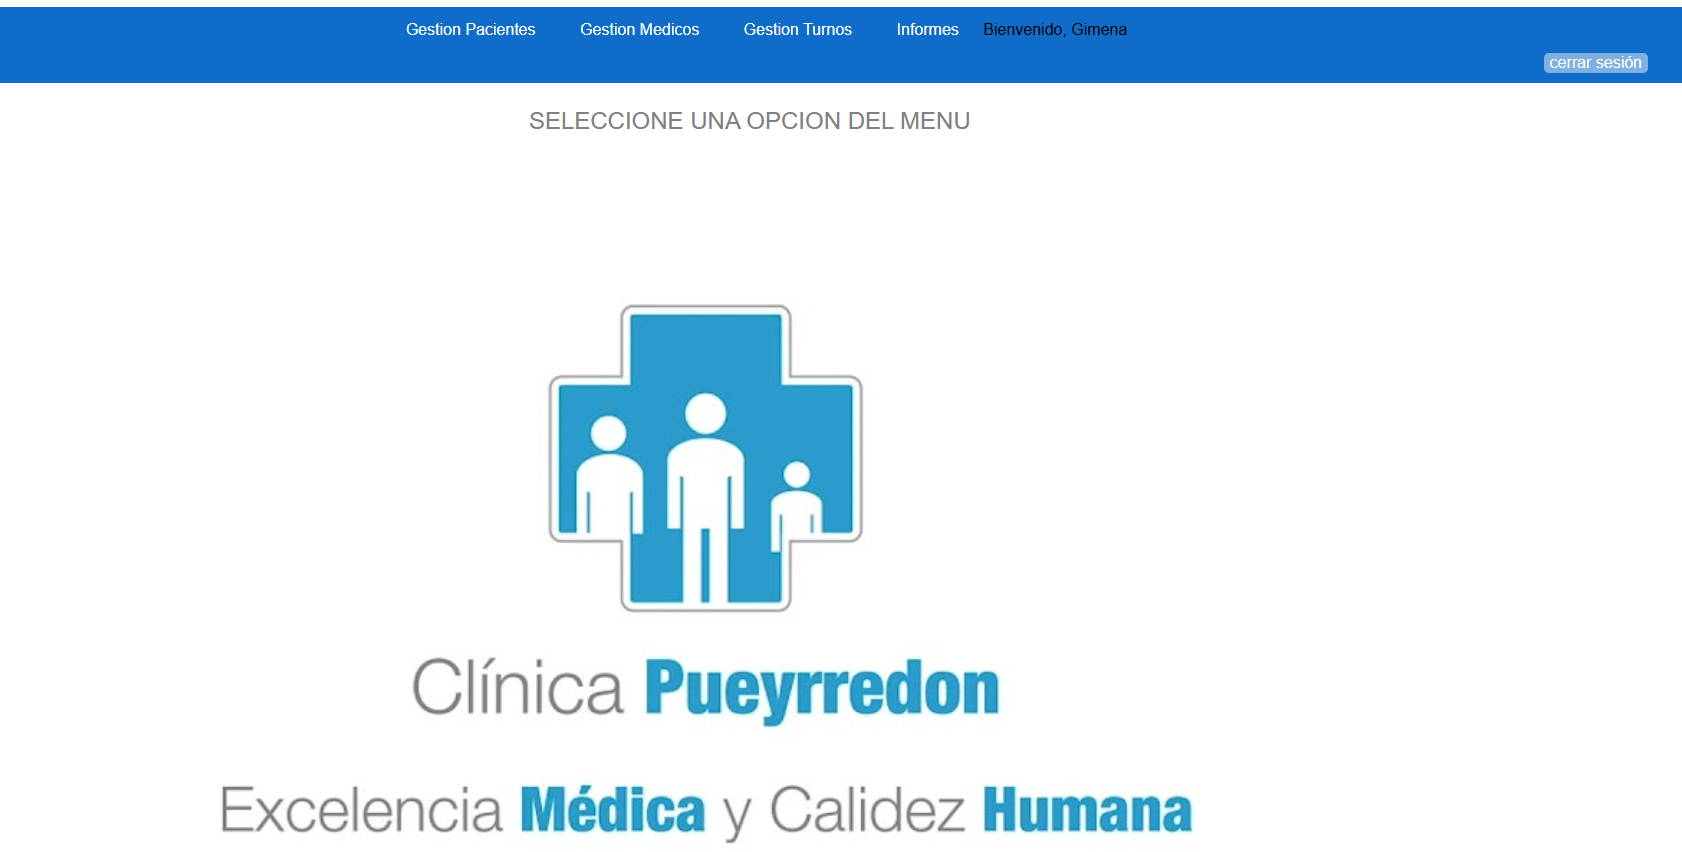 Gestion Pacientes Gestion Medicos Gestion Turnos Informes Bienvenido, Gimena
cerrar sesión
SELECCIONE UNA OPCION DEL MENU
Clínica Pueyrredon
Excelencia Médica y Calidez Humana